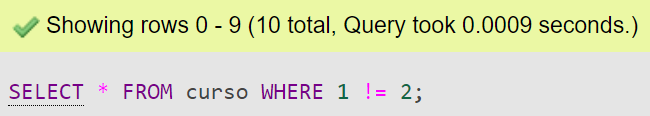 Showing rows 0 - 9 (10 total, Query took 0.0009 seconds.)
SELECT * FROM curso WHERE 1 != 2;